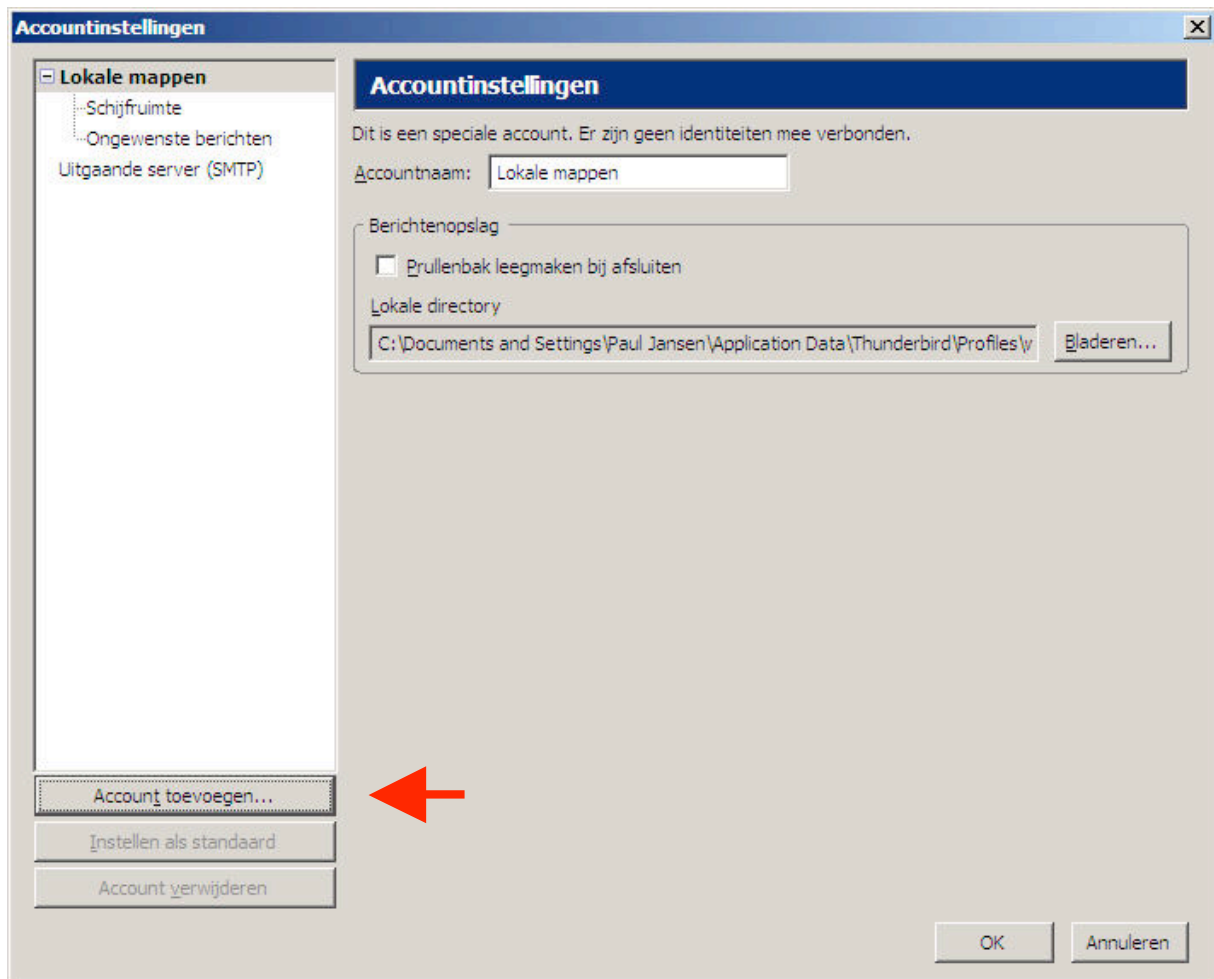 Accountinstellingen
Lokale mappen
Schijfruimte
Ongewenste berichten
Uitgaande server (SMTP)
Accountinstellingen
Dit is een speciale account. Er zijn geen identiteiten mee verbonden.
Accountnaam: Lokale mappen
Berichtenopslag
Prullenbak leegmaken bij afsluiten
Lokale directory
C:\Documents and Settings\Paul Jansen\Application Data\Thunderbird\Profiles\ Bladeren...
Account toevoegen...
Instellen als standaard
Account verwijderen
OK Annuleren